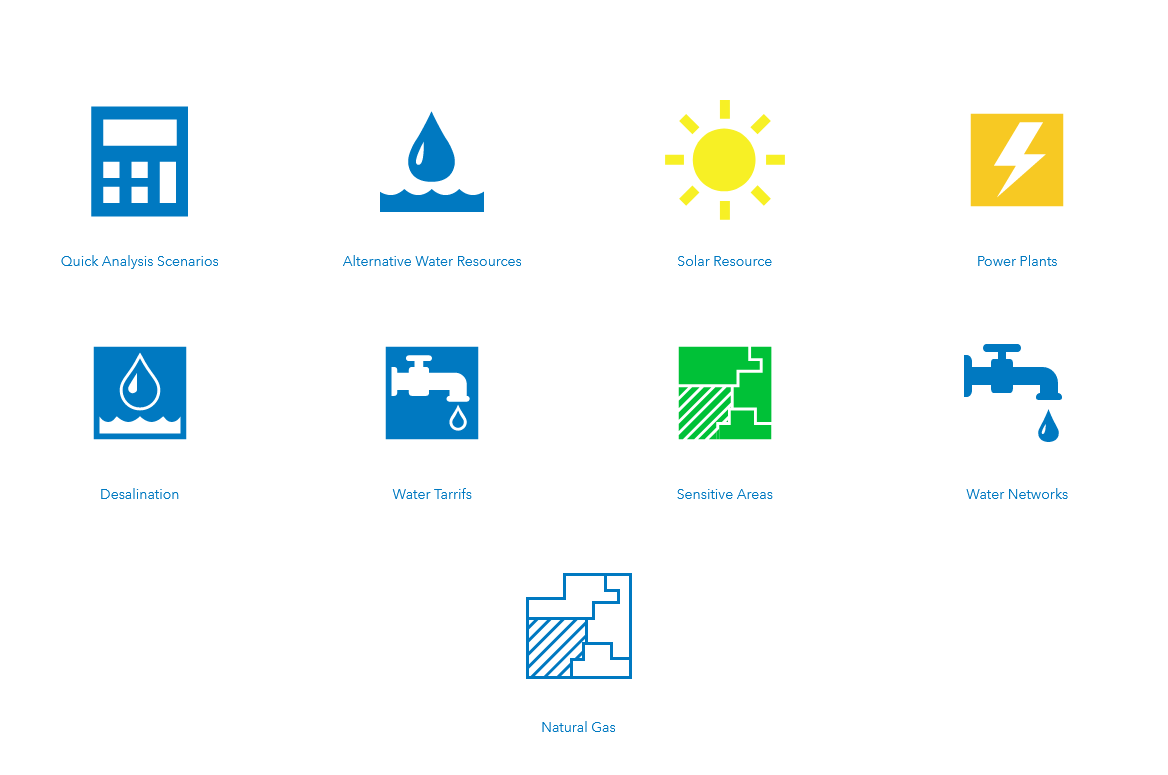 Quick Analysis Scenarios
Alternative Water Resources
Solar Resource
Power Plants
Desalination
Water Tarrifs
Sensitive Areas
Water Networks
Natural Gas